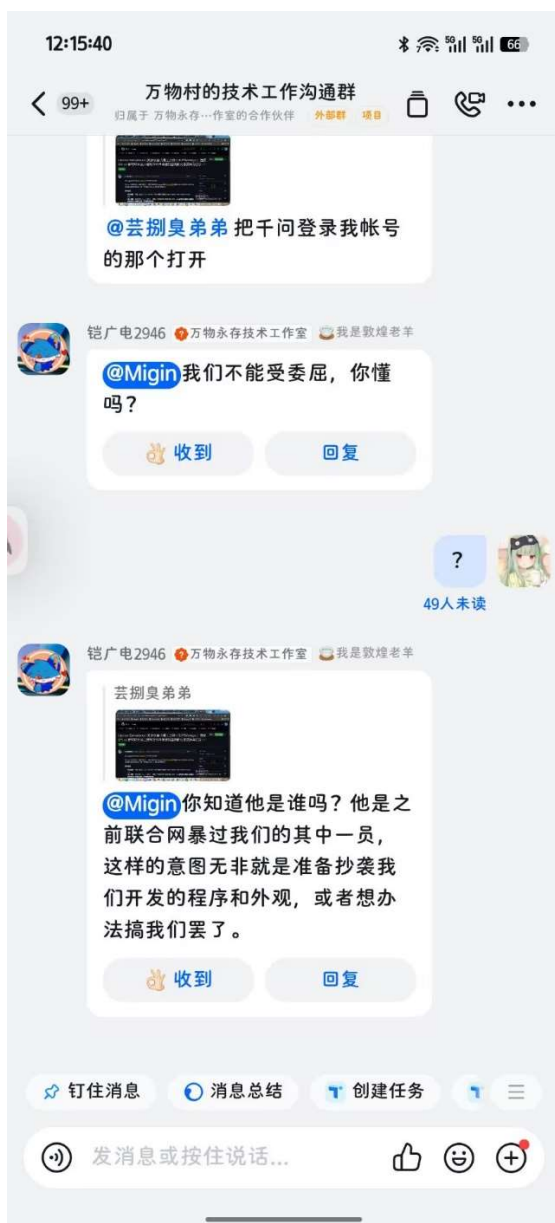 12:15:40
5G 5G 66
99+
万物村的技术工作沟通群
归属于 万物永存…作室的合作伙伴 外部群 项目
@芸捌臭弟弟 把千问登录我帐号
的那个打开
铠广电2946 万物永存技术工作室 我是敦煌老羊
@Migin 我们不能受委屈，你懂
吗？
收到 回复
？
49人未读
铠广电2946 万物永存技术工作室 我是敦煌老羊
芸捌臭弟弟
@Migin 你知道他是谁吗？他是之
前联合网暴过我们的其中一员，
这样的意图无非就是准备抄袭我
们开发的程序和外观，或者想办
法搞我们罢了。
收到 回复
钉住消息 消息总结 创建任务
发消息或按住说话...